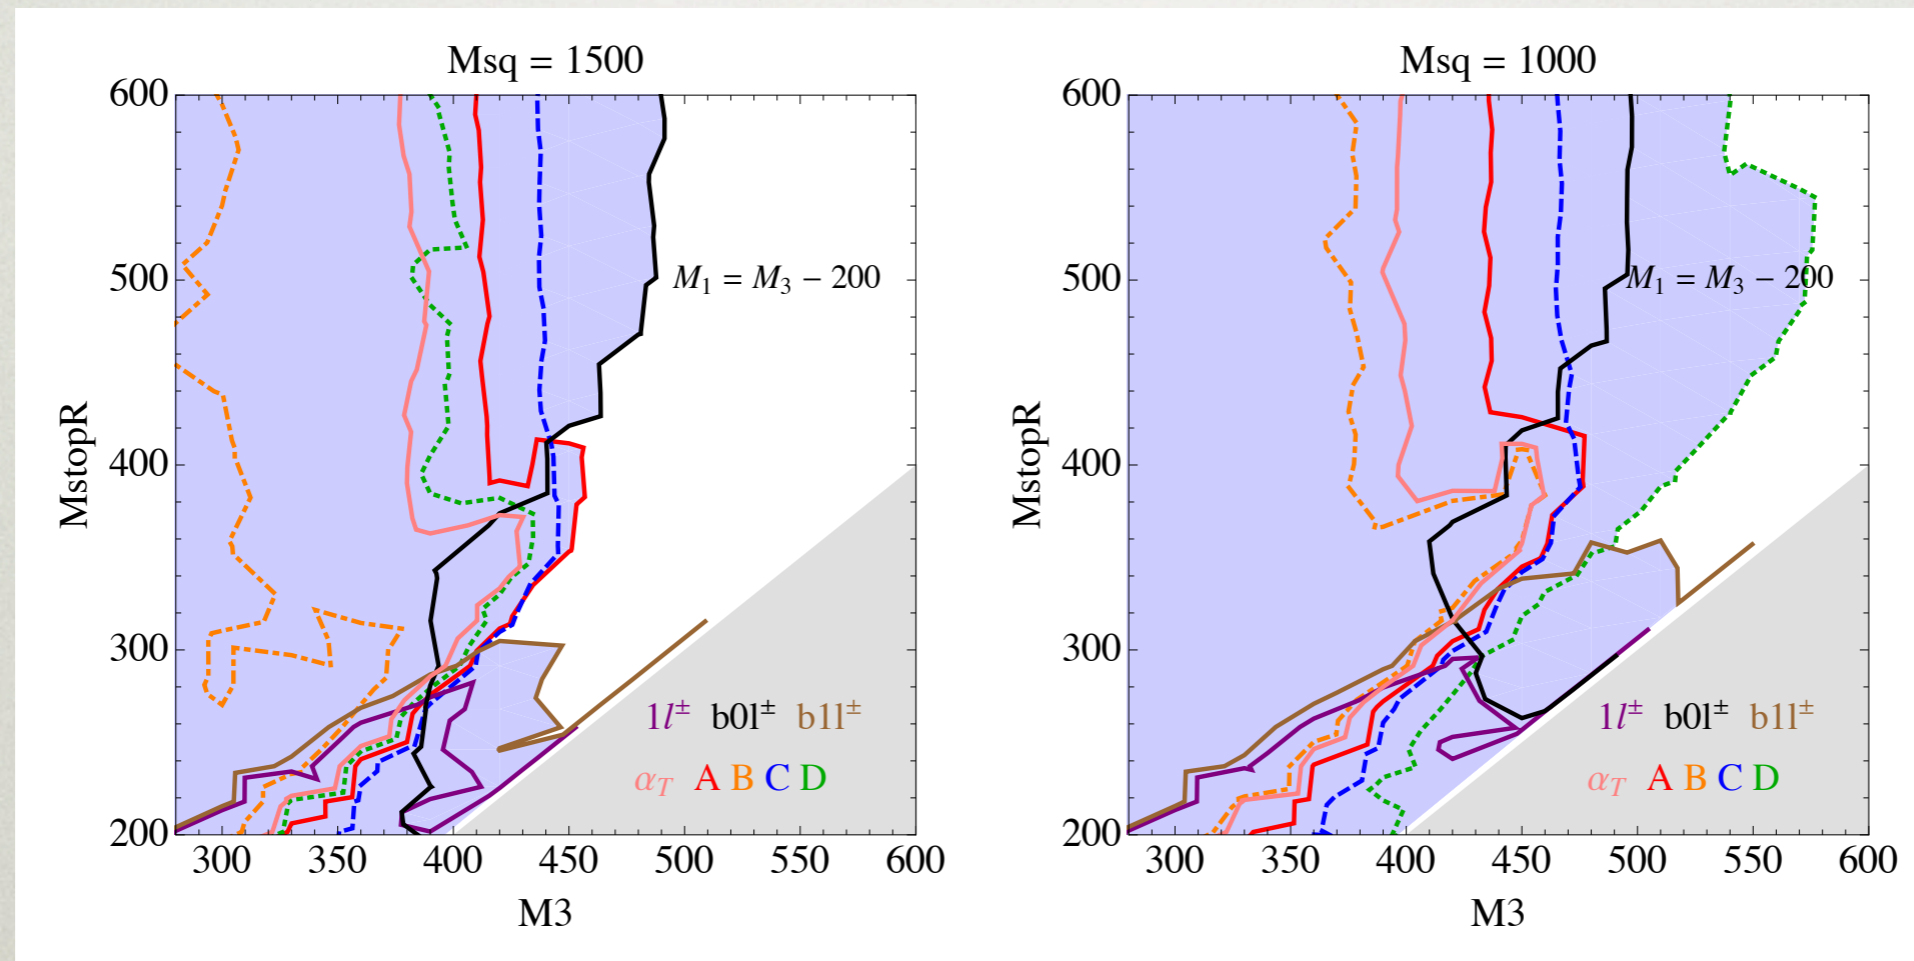 Msq = 1500
600
500
400
300
200
MstopR
M₁ = M₃ − 200
1l± b0l± b1l±
αT A B C D
300 350 400 450 500 550 600
M3
Msq = 1000
600
500
400
300
200
MstopR
M₁ = M₃ − 200
1l± b0l± b1l±
αT A B C D
300 350 400 450 500 550 600
M3